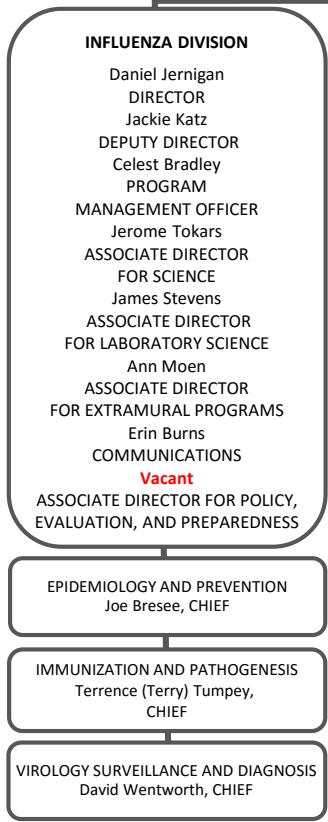 INFLUENZA DIVISION
Daniel Jernigan
DIRECTOR
Jackie Katz
DEPUTY DIRECTOR
Celest Bradley
PROGRAM
MANAGEMENT OFFICER
Jerome Tokars
ASSOCIATE DIRECTOR
FOR SCIENCE
James Stevens
ASSOCIATE DIRECTOR
FOR LABORATORY SCIENCE
Ann Moen
ASSOCIATE DIRECTOR
FOR EXTRAMURAL PROGRAMS
Erin Burns
COMMUNICATIONS
Vacant
ASSOCIATE DIRECTOR FOR POLICY,
EVALUATION, AND PREPAREDNESS
EPIDEMIOLOGY AND PREVENTION
Joe Bresee, CHIEF
IMMUNIZATION AND PATHOGENESIS
Terrence (Terry) Tumpey,
CHIEF
VIROLOGY SURVEILLANCE AND DIAGNOSIS
David Wentworth, CHIEF